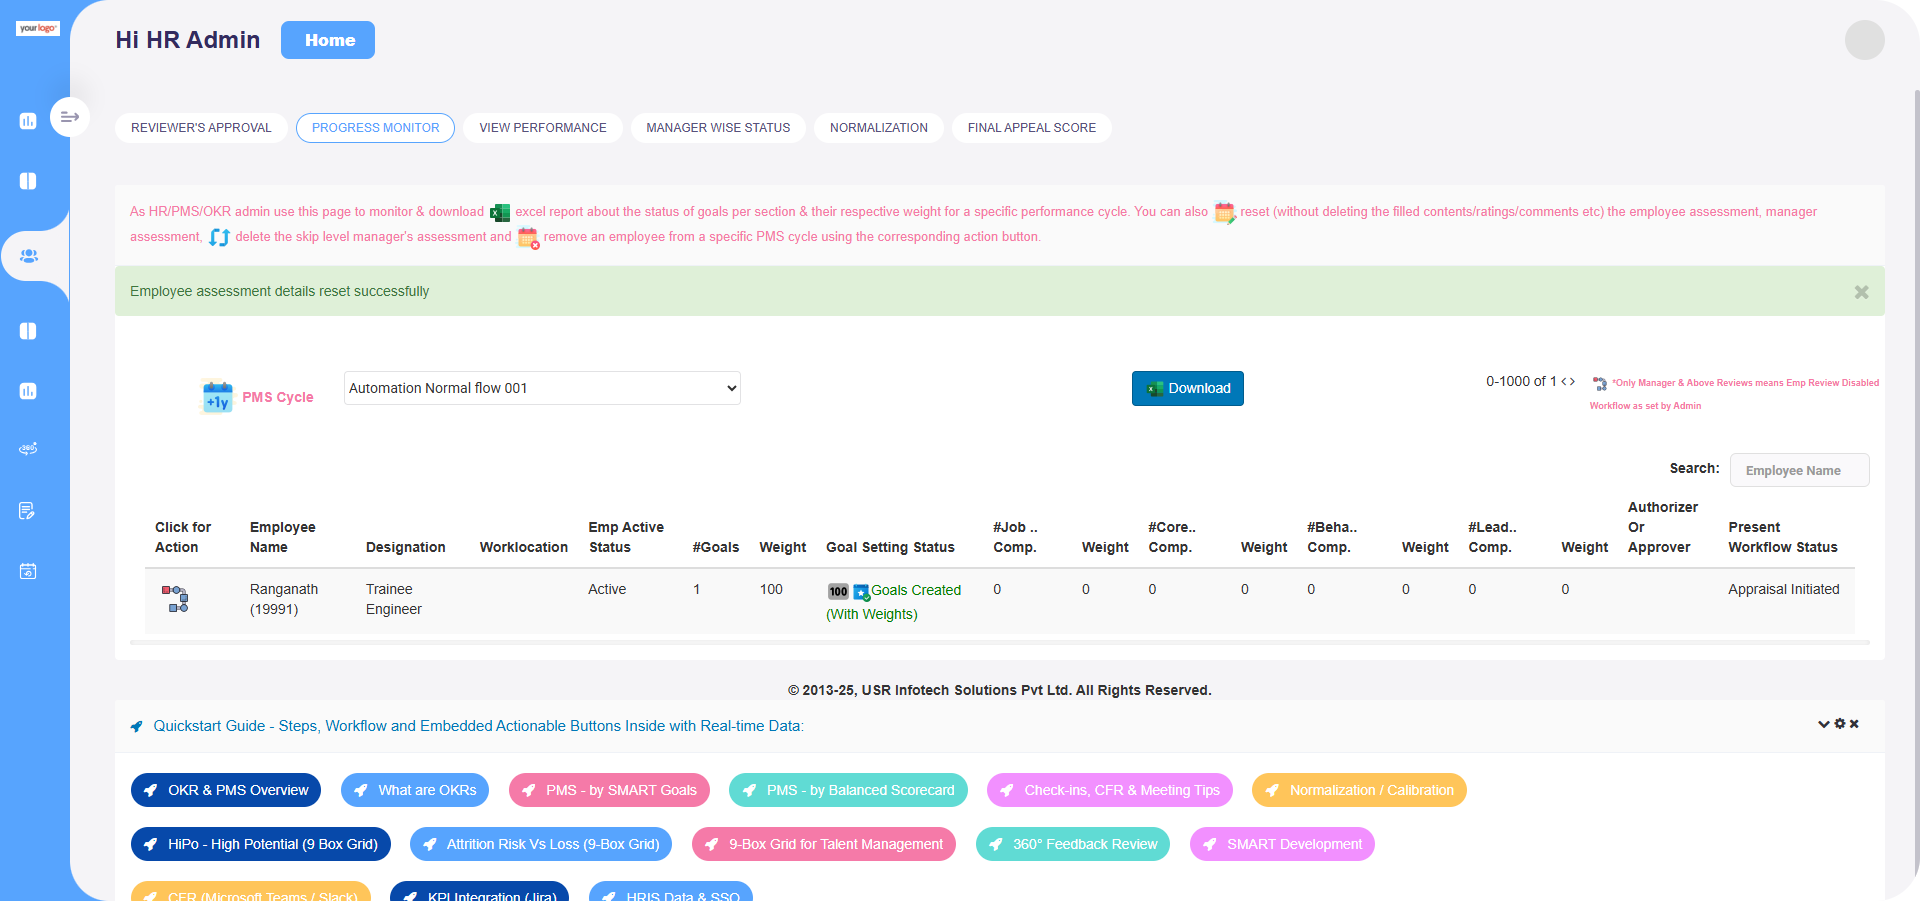 yourlogo
Hi HR Admin
Home
REVIEWER'S APPROVAL
PROGRESS MONITOR
VIEW PERFORMANCE
MANAGER WISE STATUS
NORMALIZATION
FINAL APPEAL SCORE
As HR/PMS/OKR admin use this page to monitor & download excel report about the status of goals per section & their respective weight for a specific performance cycle. You can also reset (without deleting the filled contents/ratings/comments etc) the employee assessment, manager
assessment, delete the skip level manager's assessment and remove an employee from a specific PMS cycle using the corresponding action button.
Employee assessment details reset successfully
+1y PMS Cycle
Automation Normal flow 001
Download
0-1000 of 1 < >
*Only Manager & Above Reviews means Emp Review Disabled
Workflow as set by Admin
Search: Employee Name
Click for Action
Employee Name
Designation
Worklocation
Emp Active Status
#Goals
Weight
Goal Setting Status
#Job .. Comp.
Weight
#Core.. Comp.
Weight
#Beha.. Comp.
Weight
#Lead.. Comp.
Weight
Authorizer Or Approver
Present Workflow Status
Ranganath (19991)
Trainee Engineer
Active
1
100
100 Goals Created (With Weights)
0
0
0
0
0
0
0
0
Appraisal Initiated
© 2013-25, USR Infotech Solutions Pvt Ltd. All Rights Reserved.
Quickstart Guide - Steps, Workflow and Embedded Actionable Buttons Inside with Real-time Data:
OKR & PMS Overview
What are OKRs
PMS - by SMART Goals
PMS - by Balanced Scorecard
Check-ins, CFR & Meeting Tips
Normalization / Calibration
HiPo - High Potential (9 Box Grid)
Attrition Risk Vs Loss (9-Box Grid)
9-Box Grid for Talent Management
360° Feedback Review
SMART Development
CFR (Microsoft Teams / Slack)
KPI Integration (Jira)
HRIS Data & SSO
360°